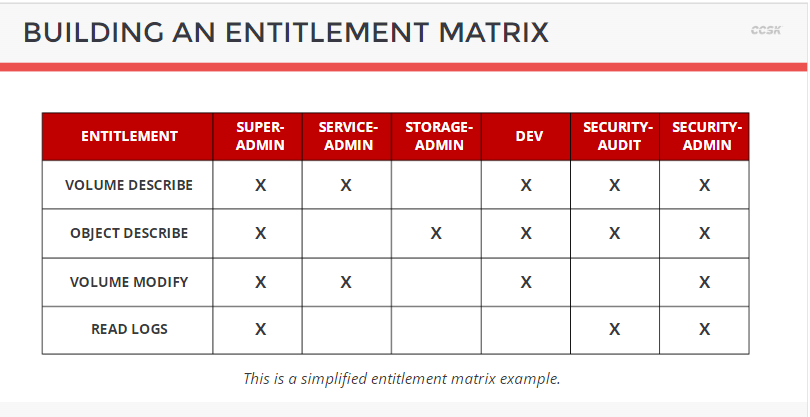 BUILDING AN ENTITLEMENT MATRIX
CCSK
ENTITLEMENT SUPER-ADMIN SERVICE-ADMIN STORAGE-ADMIN DEV SECURITY-AUDIT SECURITY-ADMIN
VOLUME DESCRIBE X X X X X
OBJECT DESCRIBE X X X X X
VOLUME MODIFY X X X X
READ LOGS X X X
This is a simplified entitlement matrix example.